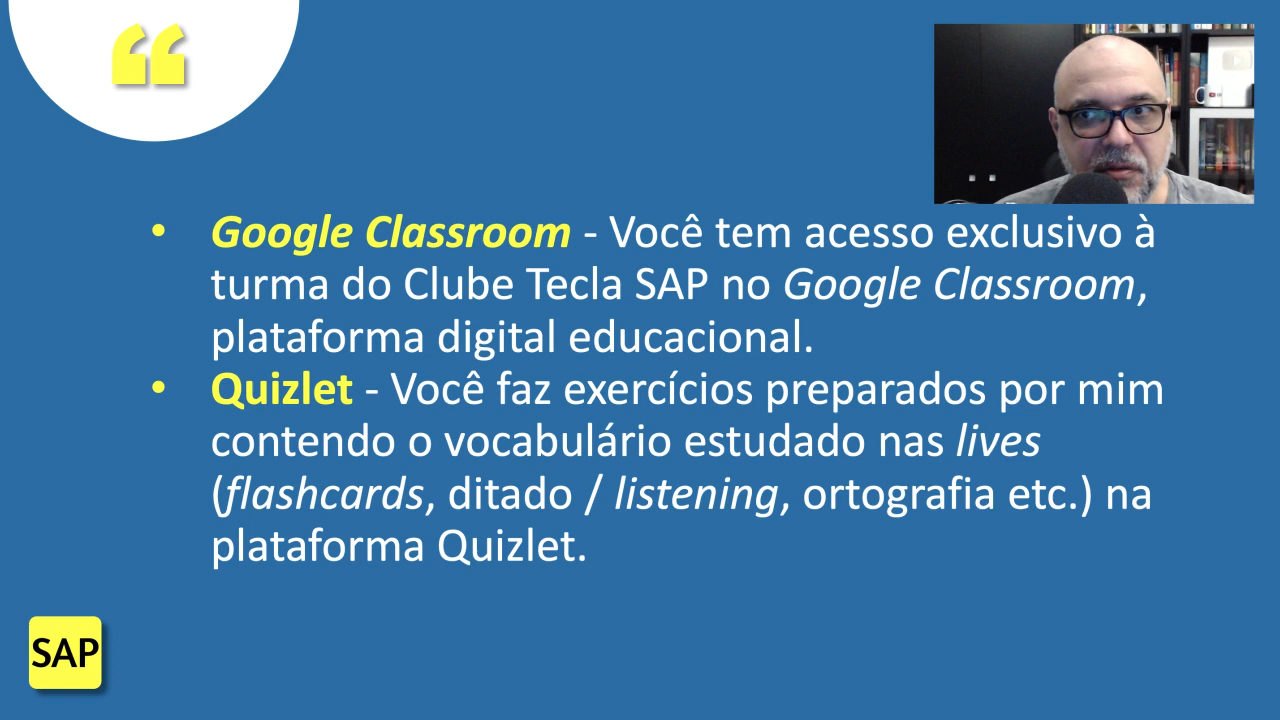 “
• Google Classroom - Você tem acesso exclusivo à
turma do Clube Tecla SAP no Google Classroom,
plataforma digital educacional.
• Quizlet - Você faz exercícios preparados por mim
contendo o vocabulário estudado nas lives
(flashcards, ditado / listening, ortografia etc.) na
plataforma Quizlet.
SAP